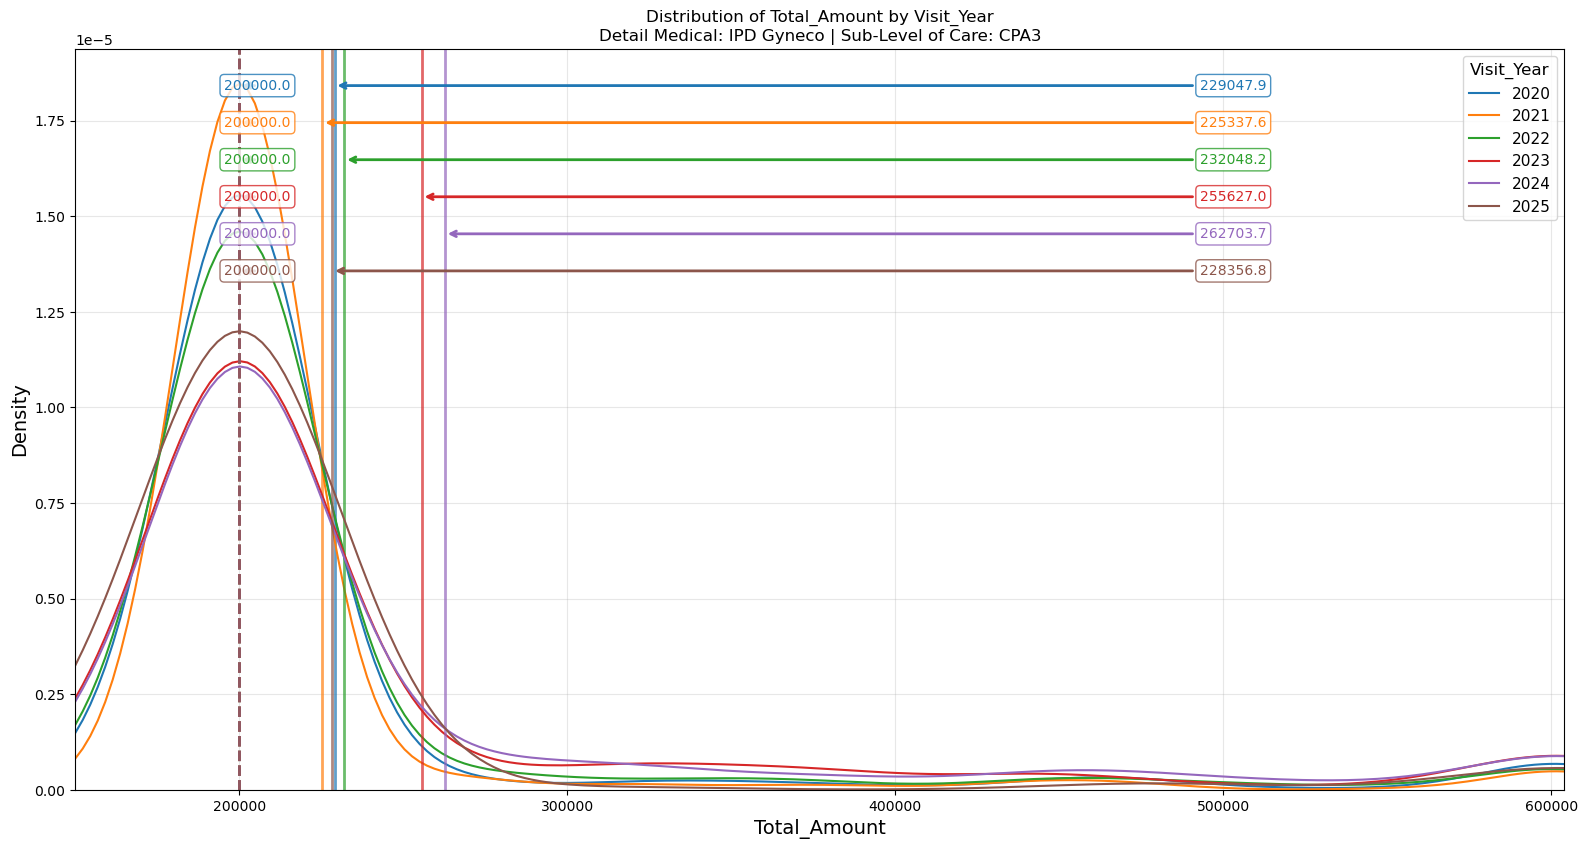 Distribution of Total_Amount by Visit_Year
Detail Medical: IPD Gyneco | Sub-Level of Care: CPA3
1e−5
Visit_Year
2020
2021
2022
2023
2024
2025
200000.0 229047.9
200000.0 225337.6
200000.0 232048.2
200000.0 255627.0
200000.0 262703.7
200000.0 228356.8
1.75
1.50
1.25
1.00
0.75
0.50
0.25
0.00
Density
200000 300000 400000 500000 600000
Total_Amount